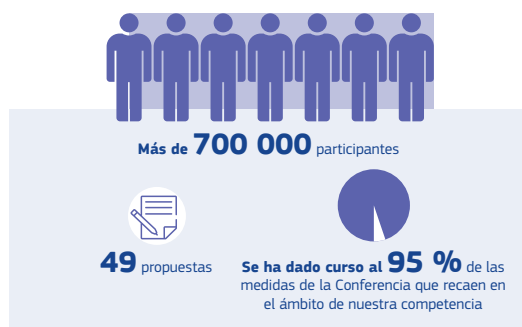 Más de 700 000 participantes
49 propuestas
Se ha dado curso al 95 % de las
medidas de la Conferencia que recaen en
el ámbito de nuestra competencia